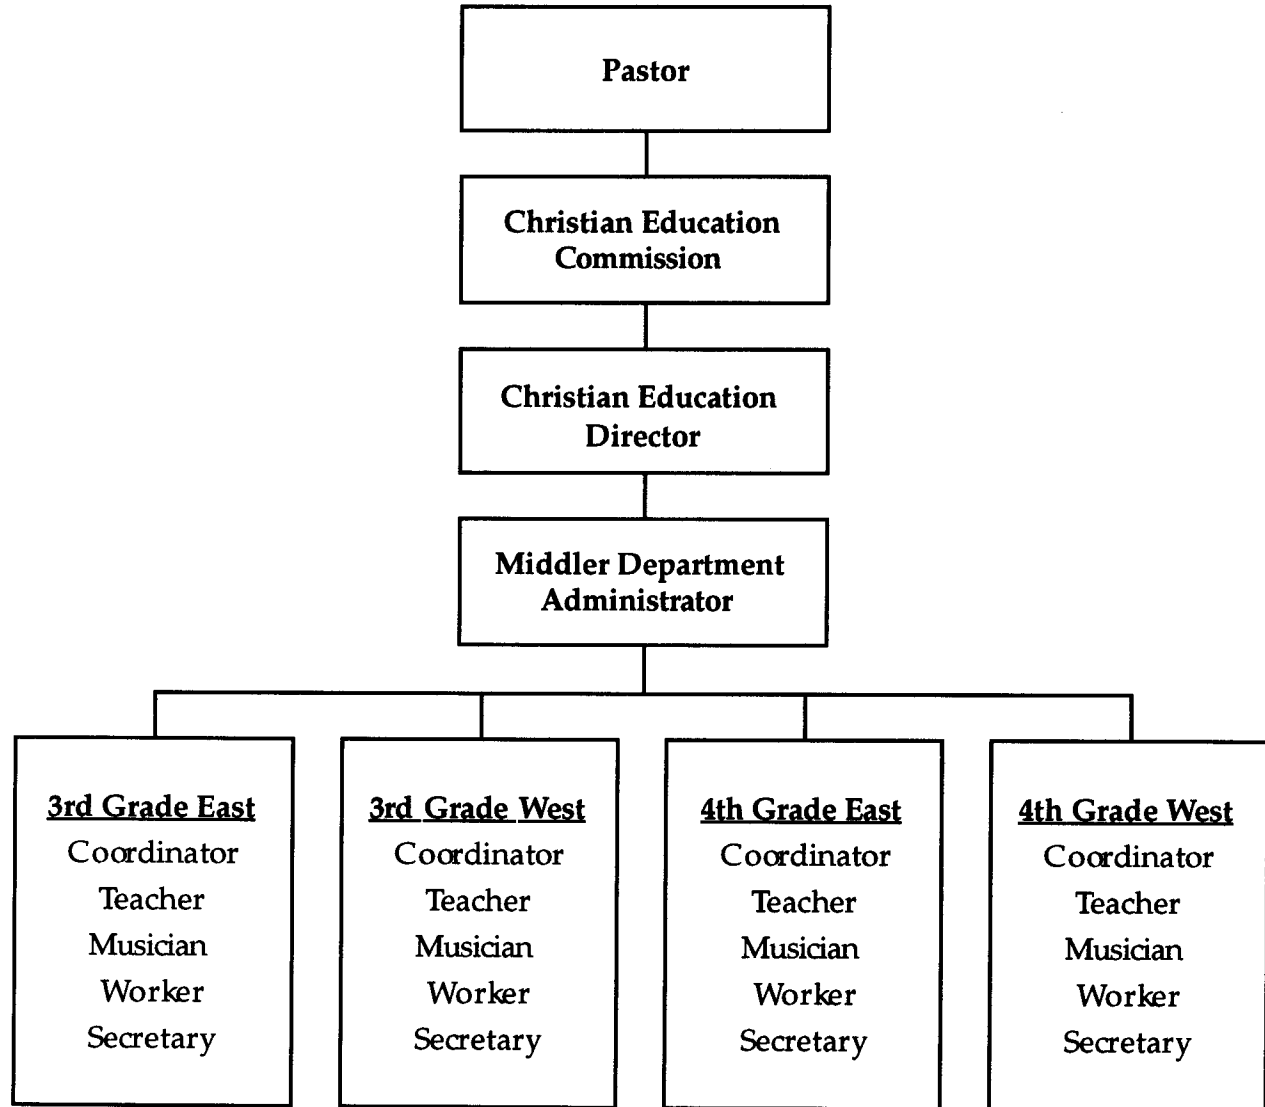 Pastor
Christian Education
Commission
Christian Education
Director
Middler Department
Administrator
3rd Grade East
Coordinator
Teacher
Musician
Worker
Secretary
3rd Grade West
Coordinator
Teacher
Musician
Worker
Secretary
4th Grade East
Coordinator
Teacher
Musician
Worker
Secretary
4th Grade West
Coordinator
Teacher
Musician
Worker
Secretary